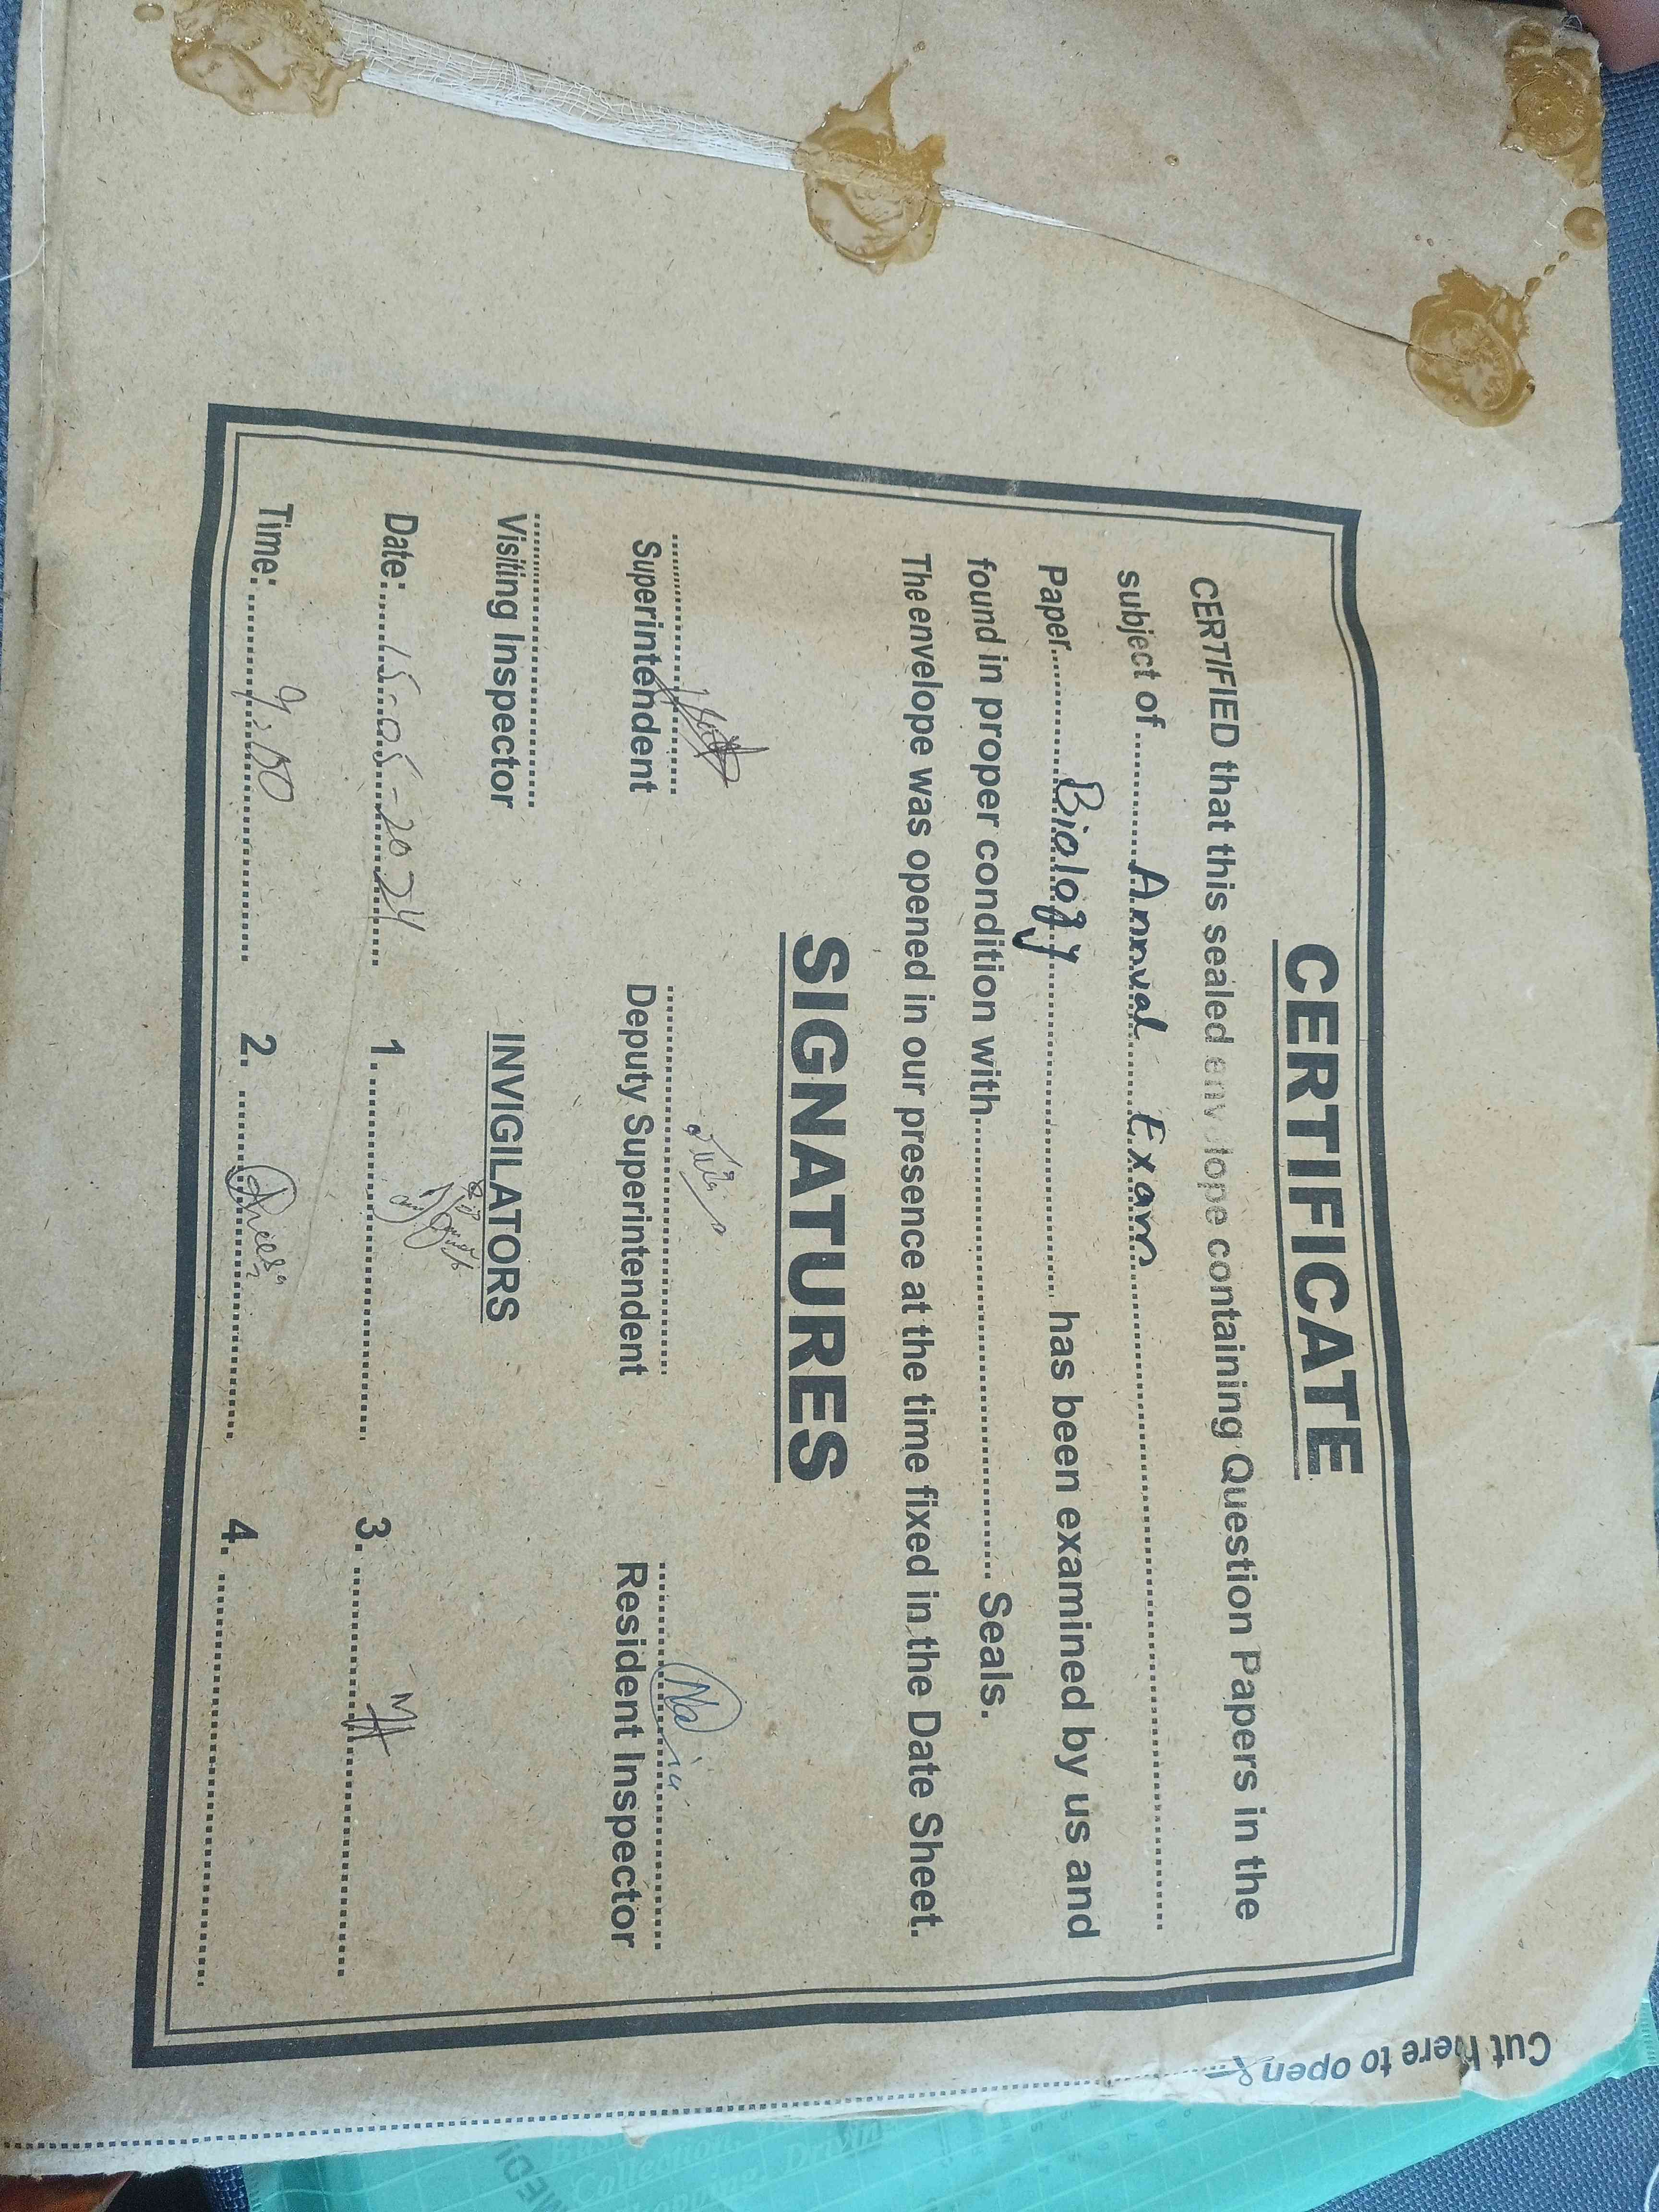 CERTIFICATE
CERTIFIED that this sealed envelope containing Question Papers in the
subject of Annual Exam
Paper Biology has been examined by us and
found in proper condition with Seals.
The envelope was opened in our presence at the time fixed in the Date Sheet.
SIGNATURES
Superintendent Deputy Superintendent Resident Inspector
Visiting Inspector INVIGILATORS
Date: 15-05-2024 1. 3.
Time: 9:00 2. 4.
Cut here to open